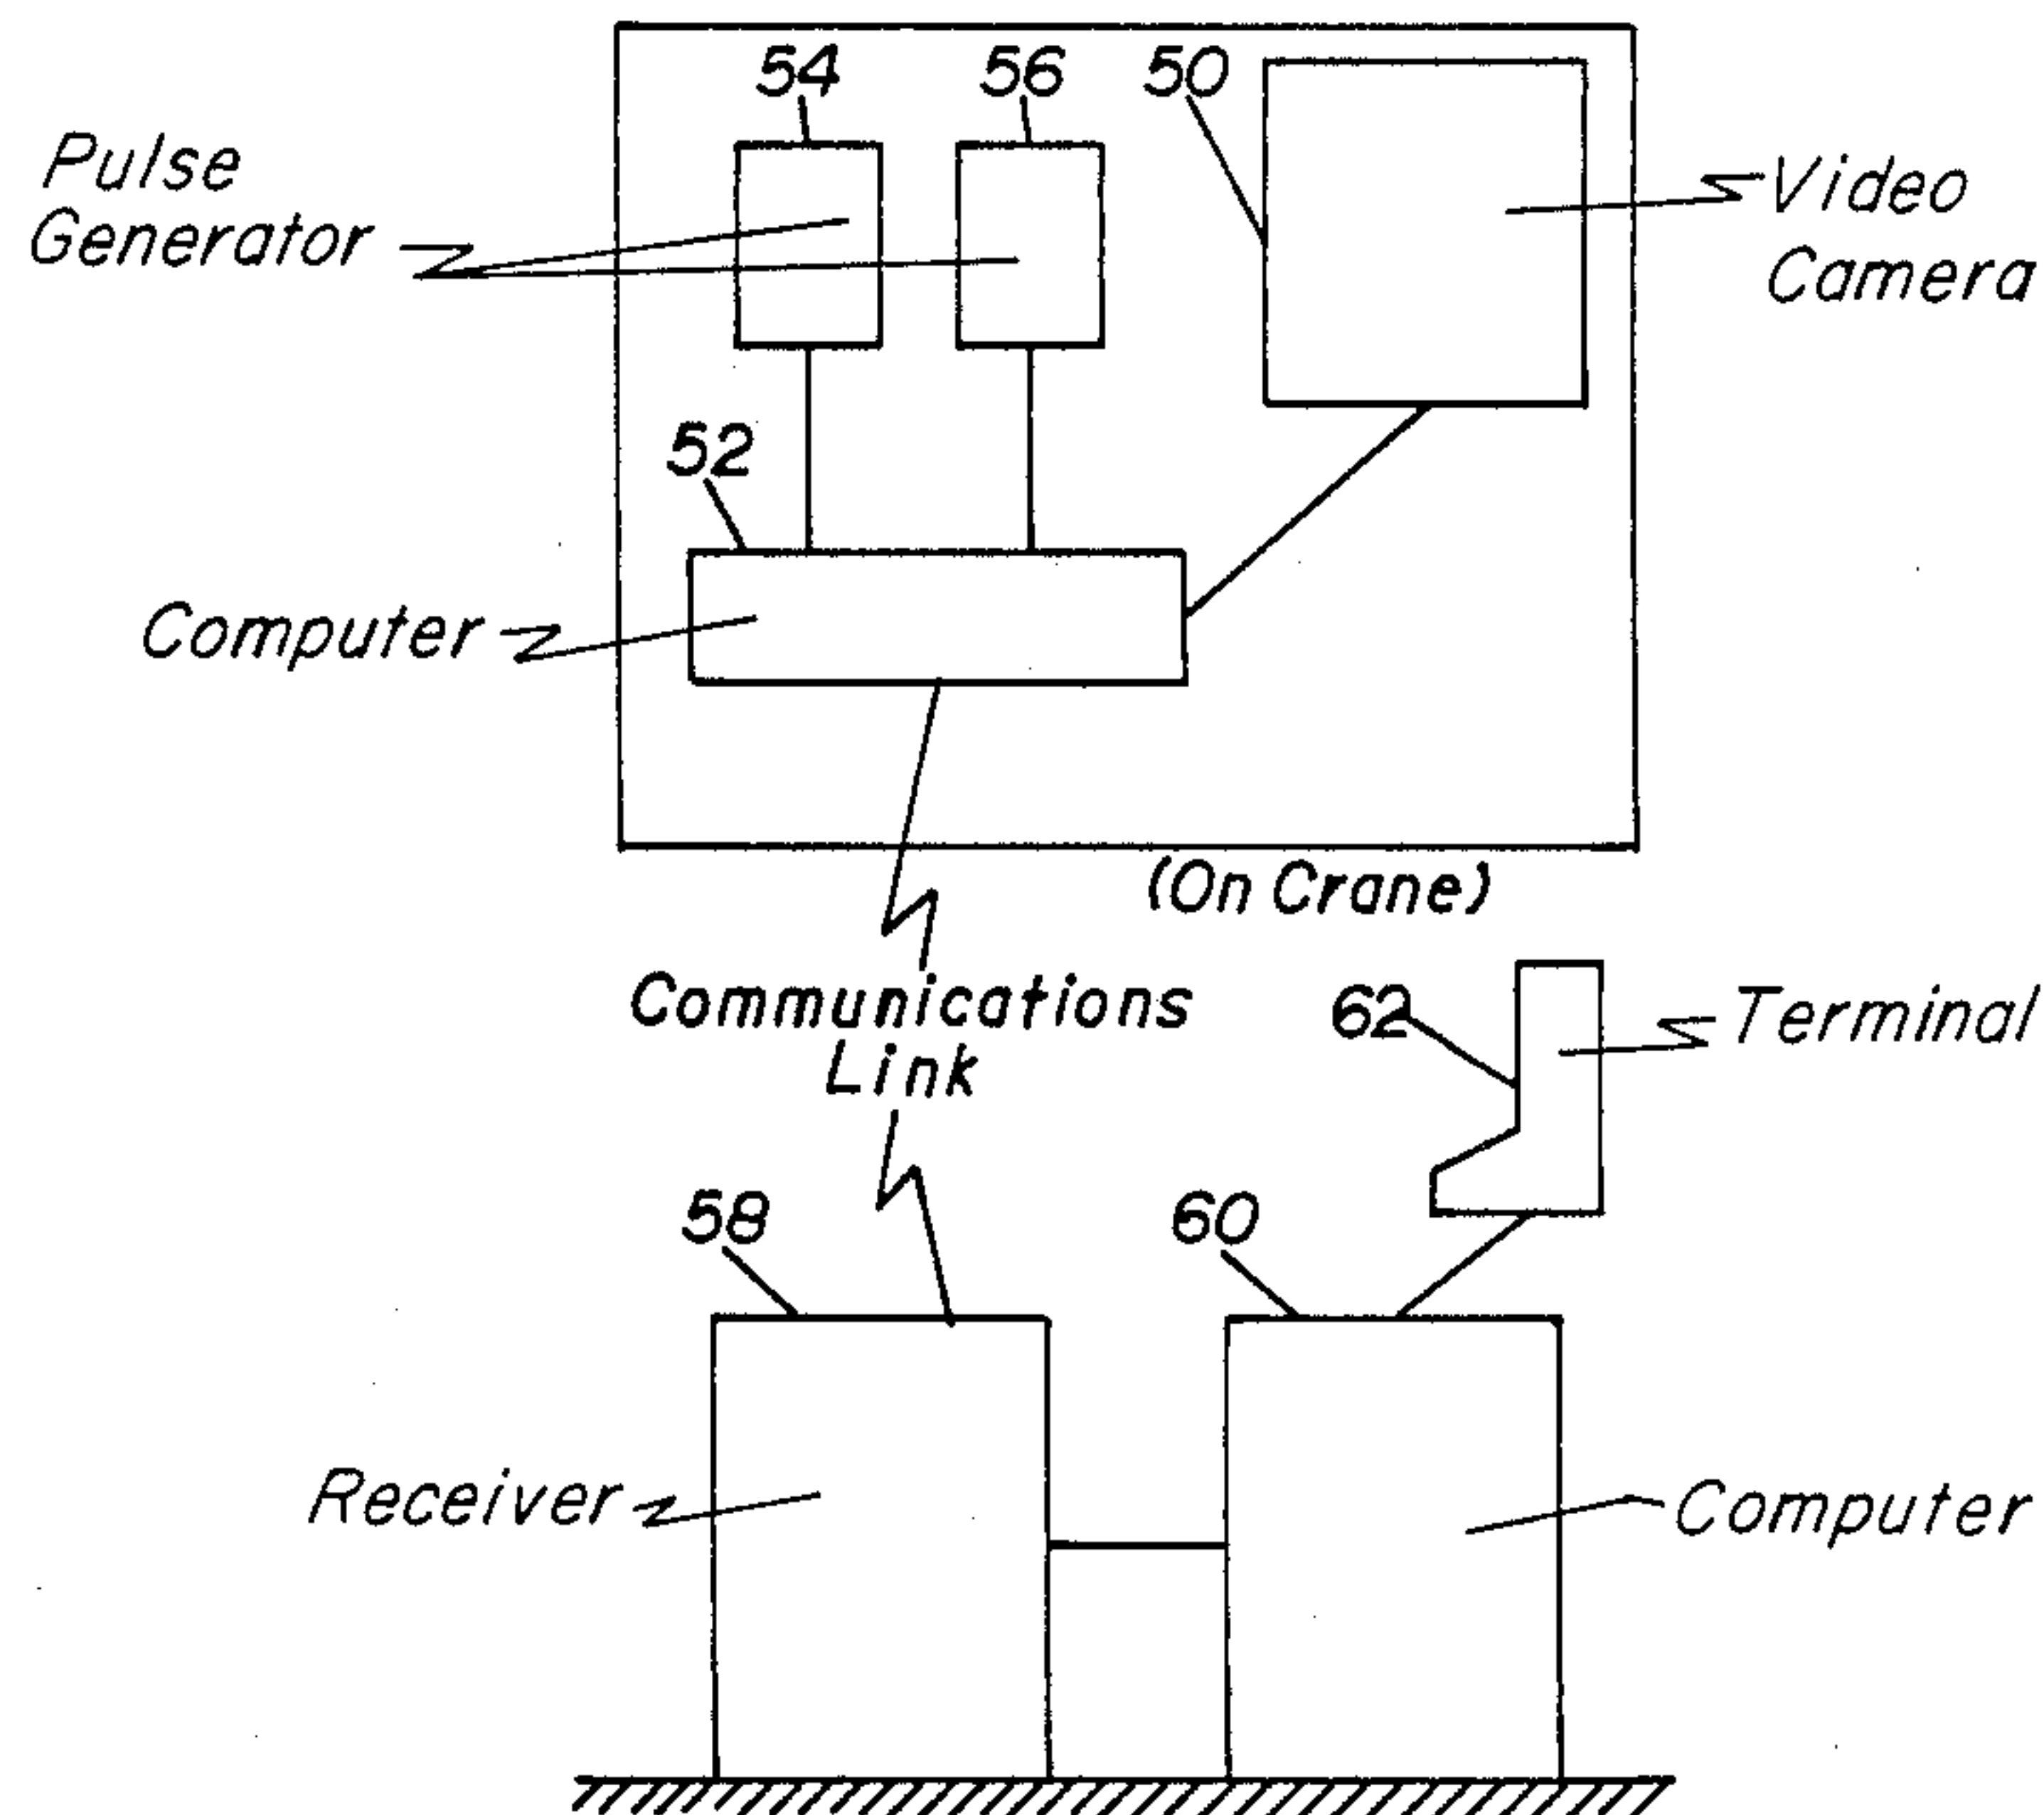 54 56 50
Pulse
Generator
Video
Camera
52
Computer
(On Crane)
Communications
Link
62
Terminal
58
60
Receiver
Computer